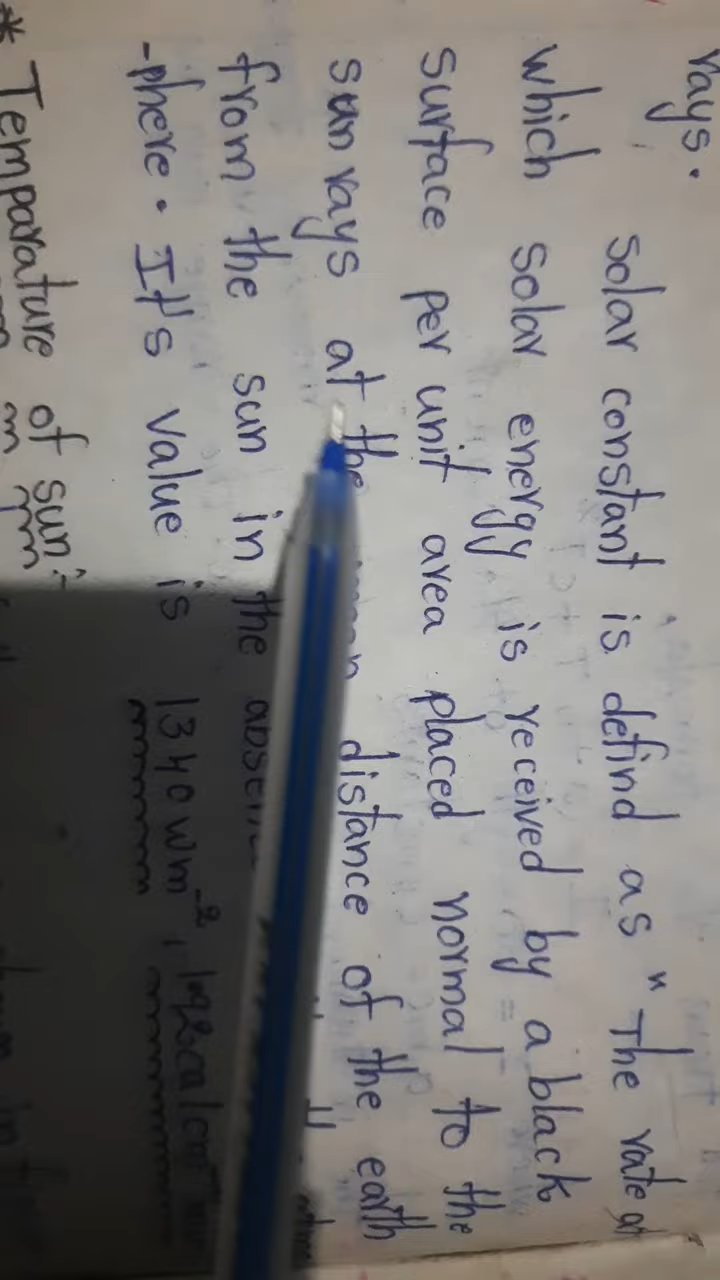 rays.
Solar constant is defind as " The rate at
which solar energy is received by a black
surface per unit area placed normal to the
sun rays at the mean distance of the earth
from the sun in the
-phere. It's value is 1340wm-2,
* Temparature of sun:-